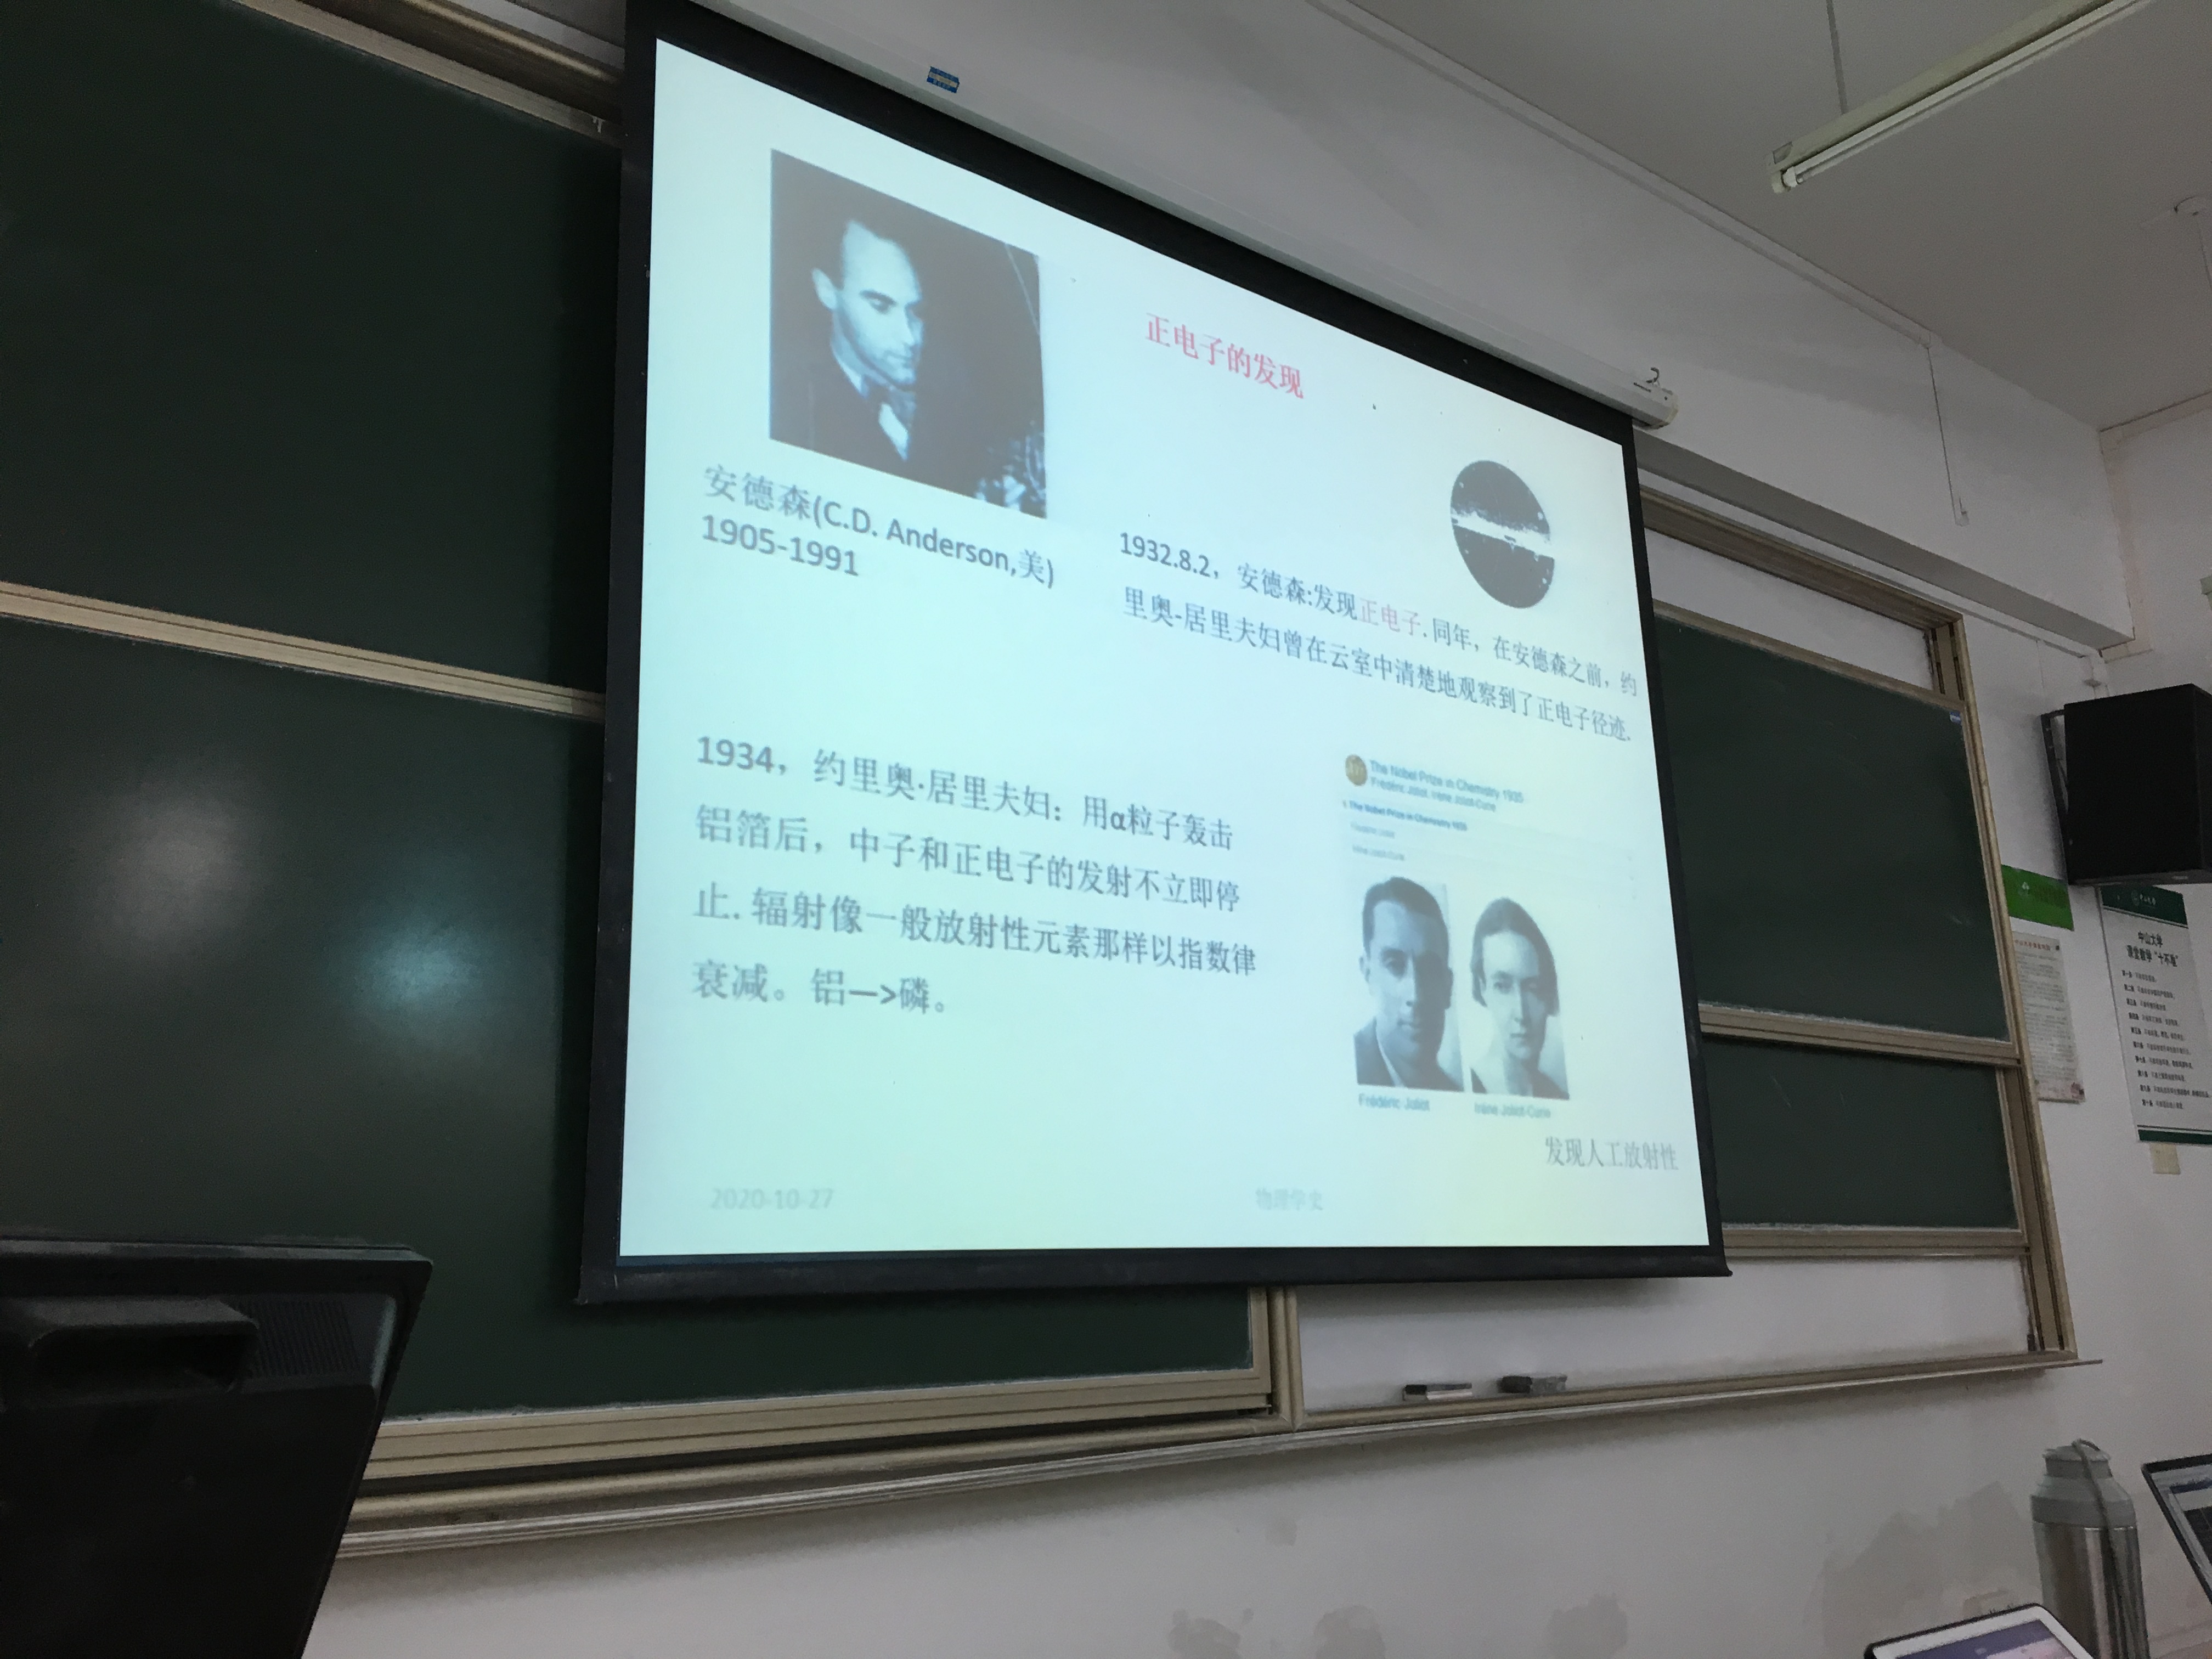 正电子的发现
安德森(C.D. Anderson,美)
1905-1991
1932.8.2，安德森:发现正电子.同年，在安德森之前，约
里奥-居里夫妇曾在云室中清楚地观察到了正电子径迹.
1934，约里奥·居里夫妇：用α粒子轰击
铝箔后，中子和正电子的发射不立即停
止.辐射像一般放射性元素那样以指数律
衰减。铝—>磷。
The Nobel Prize in Chemistry 1935
Frédéric Joliot, Irène Joliot-Curie
The Nobel Prize in Chemistry 1935
Frédéric Joliot
Irène Joliot-Curie
Frédéric Joliot
Irène Joliot-Curie
发现人工放射性
2020-10-27
物理学史
中山大学
课堂教学“十不准”